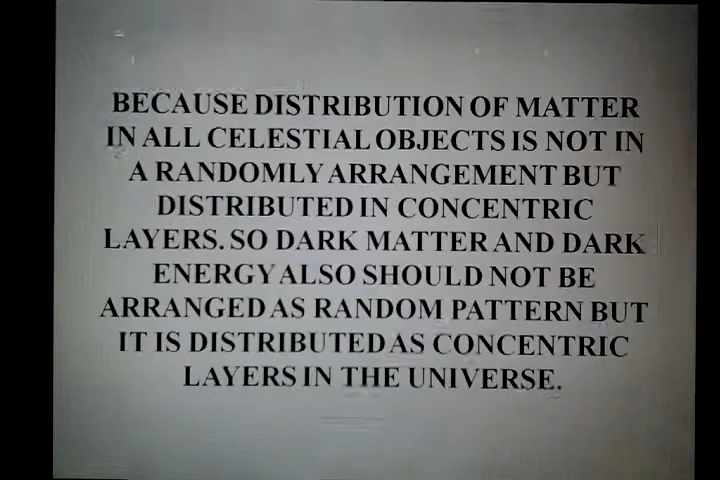 BECAUSE DISTRIBUTION OF MATTER
IN ALL CELESTIAL OBJECTS IS NOT IN
A RANDOMLY ARRANGEMENT BUT
DISTRIBUTED IN CONCENTRIC
LAYERS. SO DARK MATTER AND DARK
ENERGY ALSO SHOULD NOT BE
ARRANGED AS RANDOM PATTERN BUT
IT IS DISTRIBUTED AS CONCENTRIC
LAYERS IN THE UNIVERSE.